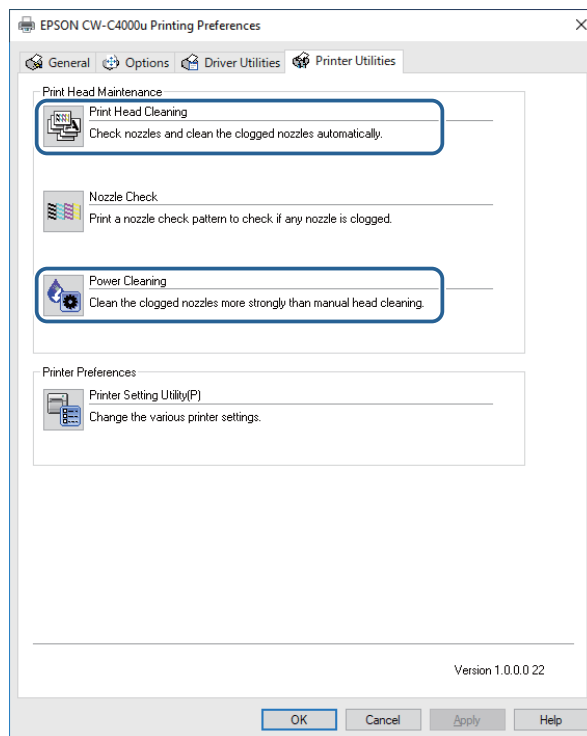 EPSON CW-C4000u Printing Preferences
General Options Driver Utilities Printer Utilities
Print Head Maintenance
Print Head Cleaning
Check nozzles and clean the clogged nozzles automatically.
Nozzle Check
Print a nozzle check pattern to check if any nozzle is clogged.
Power Cleaning
Clean the clogged nozzles more strongly than manual head cleaning.
Printer Preferences
Printer Setting Utility(P)
Change the various printer settings.
Version 1.0.0.0 22
OK Cancel Apply Help